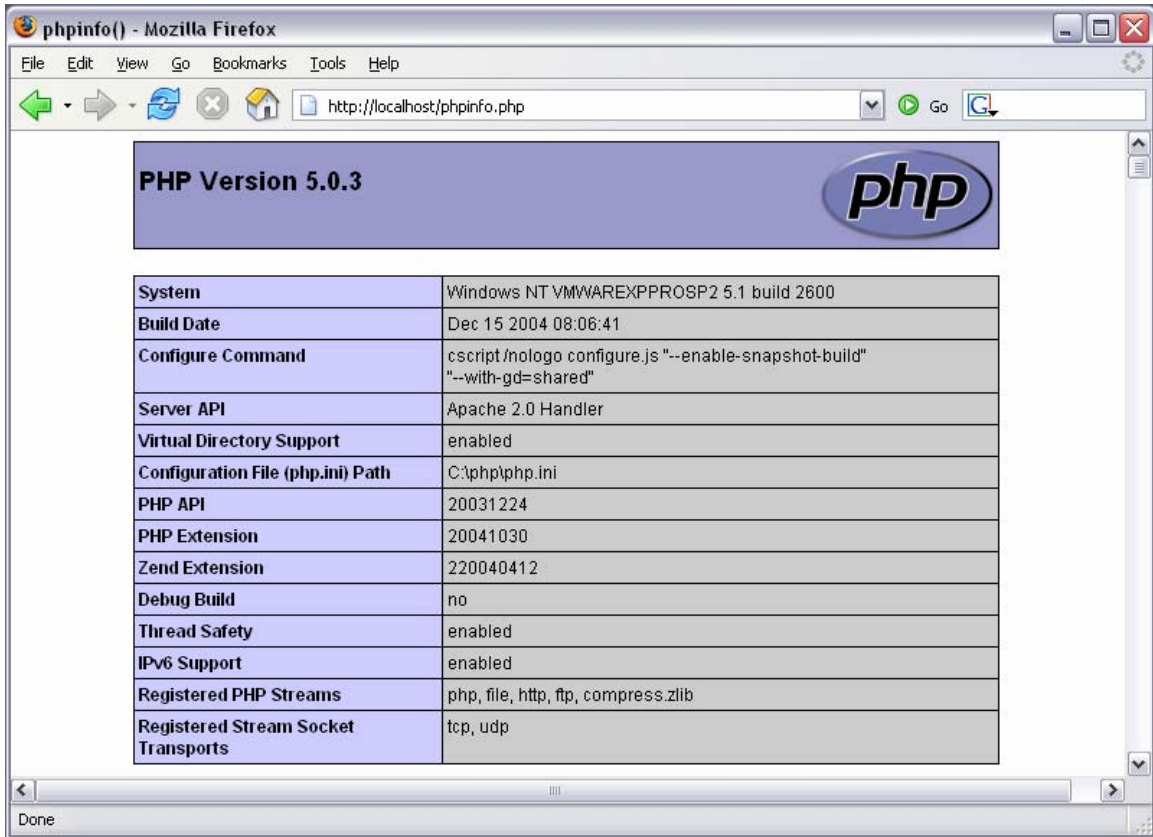 phpinfo() - Mozilla Firefox
File Edit View Go Bookmarks Tools Help
http://localhost/phpinfo.php Go G
PHP Version 5.0.3
php
System Windows NT VMWAREXPPROSP2 5.1 build 2600
Build Date Dec 15 2004 08:06:41
Configure Command cscript /nologo configure.js "--enable-snapshot-build"
"--with-gd=shared"
Server API Apache 2.0 Handler
Virtual Directory Support enabled
Configuration File (php.ini) Path C:\php\php.ini
PHP API 20031224
PHP Extension 20041030
Zend Extension 220040412
Debug Build no
Thread Safety enabled
IPv6 Support enabled
Registered PHP Streams php, file, http, ftp, compress.zlib
Registered Stream Socket tcp, udp
Transports
Done